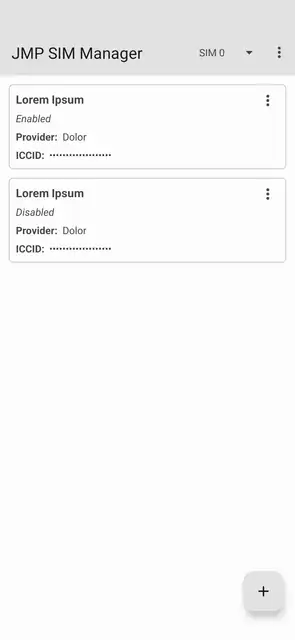 JMP SIM Manager SIM 0
Lorem Ipsum
Enabled
Provider: Dolor
ICCID: •••••••••••••••••••
Lorem Ipsum
Disabled
Provider: Dolor
ICCID: •••••••••••••••••••
+